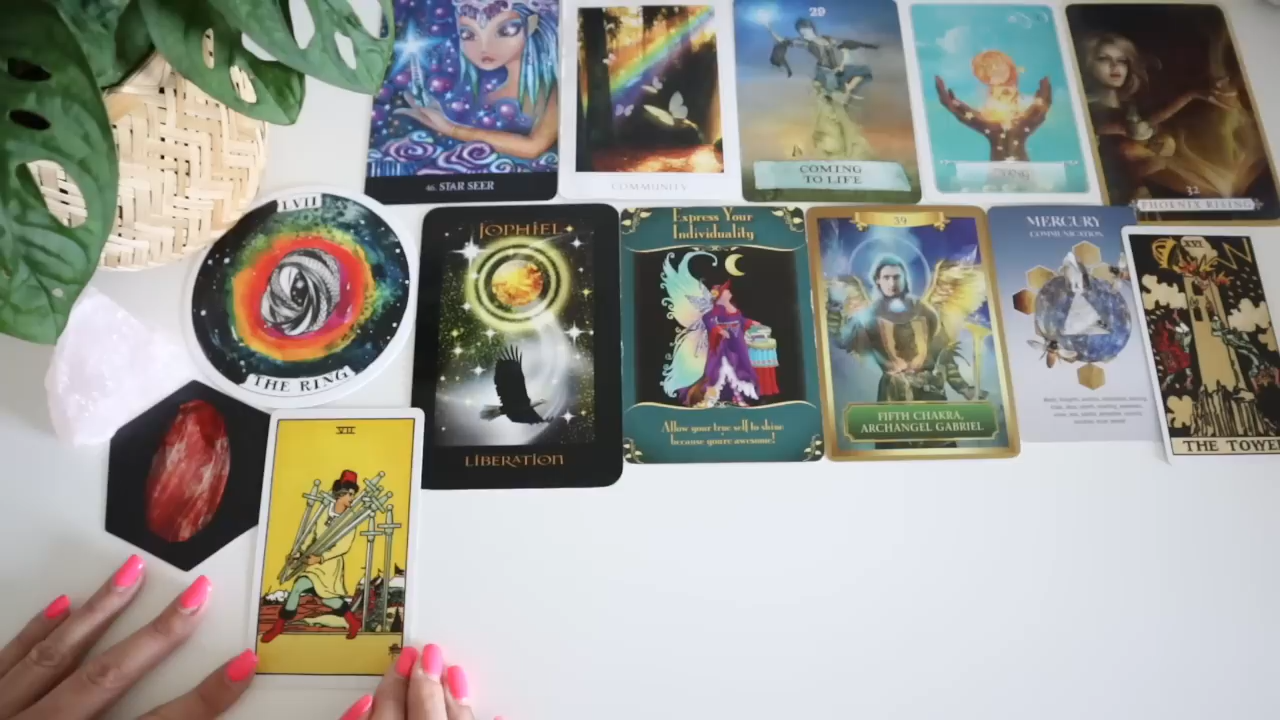 46. STAR SEER
COMMUNITY
29
COMING
TO LIFE
32
PHOENIX RISING
LVII
THE RING
JOPHIEL
LIBERATION
Express Your
Individuality
Allow your true self to shine
because you're awesome!
39
FIFTH CHAKRA,
ARCHANGEL GABRIEL
MERCURY
COMMUNICATION
XVI
THE TOWER
VII